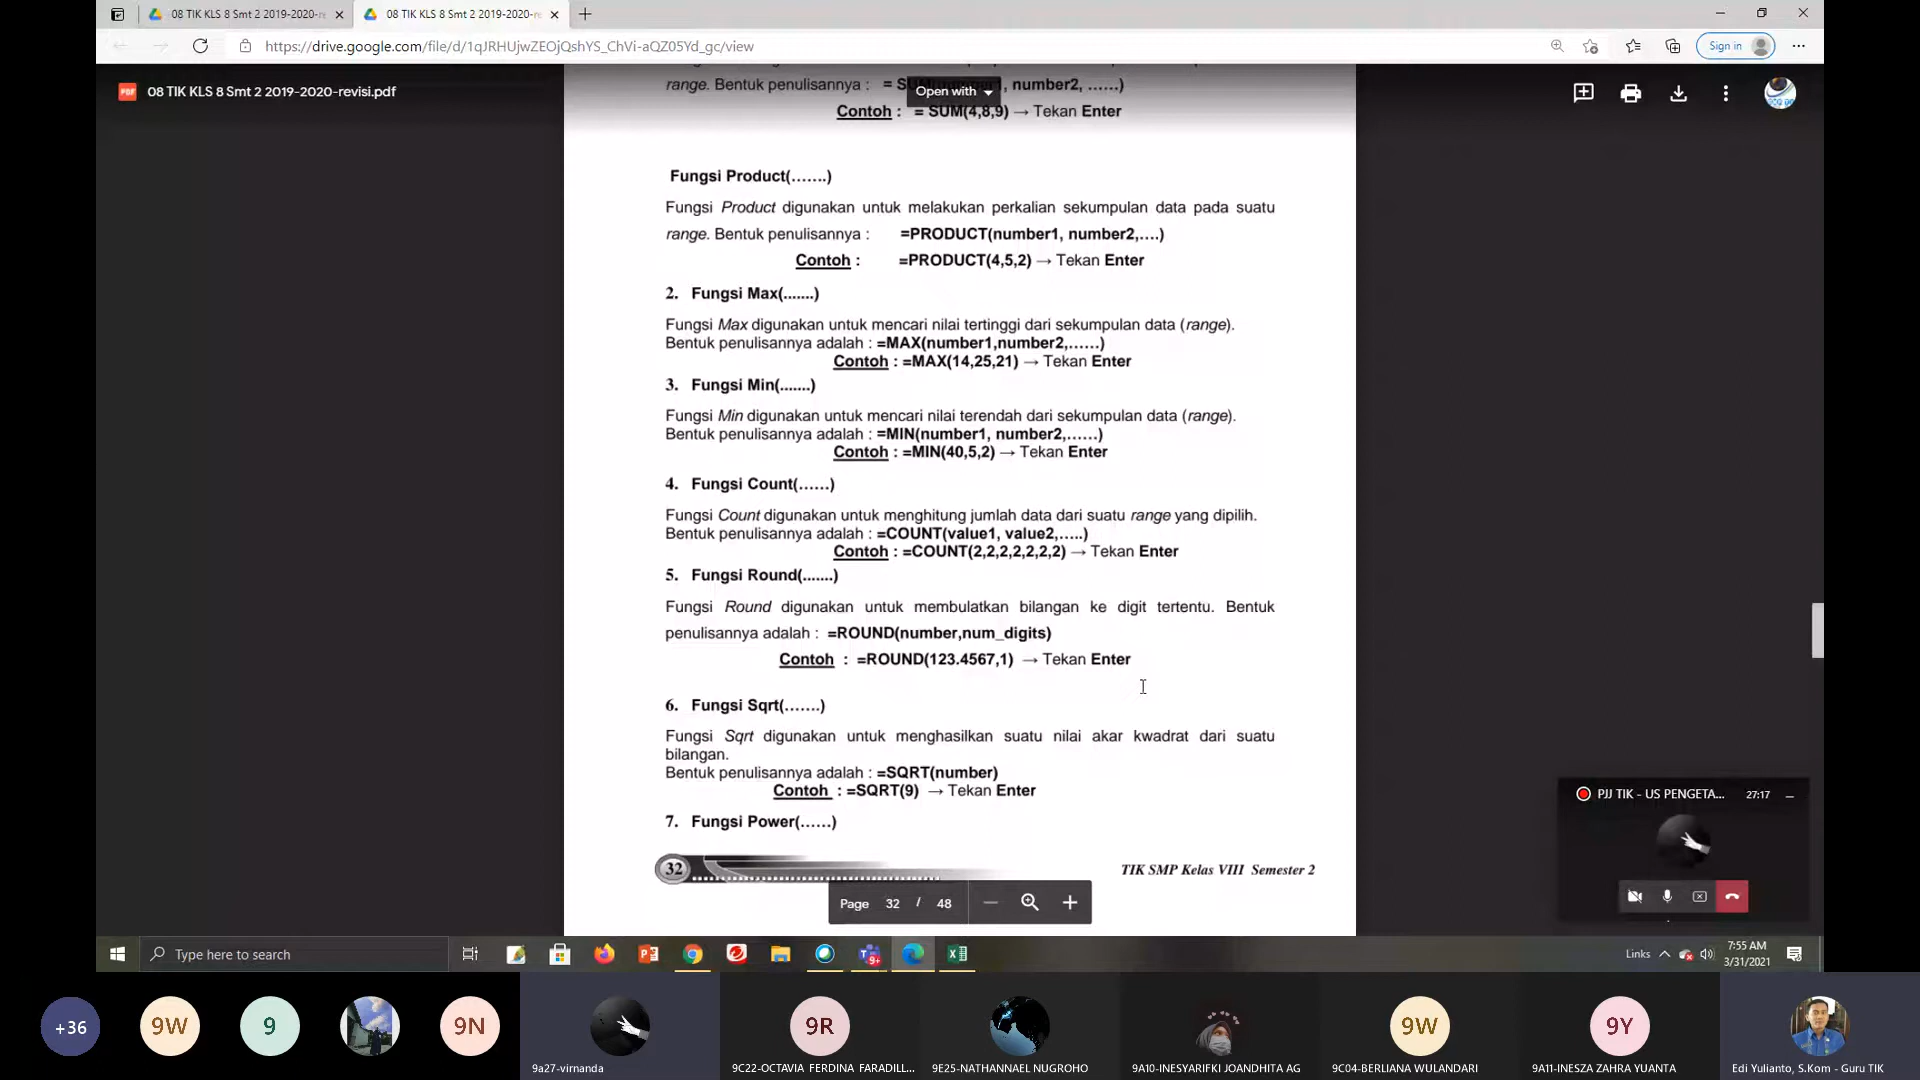 08 TIK KLS 8 Smt 2 2019-2020-r
08 TIK KLS 8 Smt 2 2019-2020-r
https://drive.google.com/file/d/1qJRHUjwZEOjQshYS_ChVi-aQZ05Yd_gc/view
Sign in
PDF
08 TIK KLS 8 Smt 2 2019-2020-revisi.pdf
Open with
range. Bentuk penulisannya : = SUM(number1, number2, ……)
Contoh : = SUM(4,8,9) → Tekan Enter
Fungsi Product(…….)
Fungsi Product digunakan untuk melakukan perkalian sekumpulan data pada suatu
range. Bentuk penulisannya : =PRODUCT(number1, number2,….)
Contoh : =PRODUCT(4,5,2) → Tekan Enter
2. Fungsi Max(.......)
Fungsi Max digunakan untuk mencari nilai tertinggi dari sekumpulan data (range).
Bentuk penulisannya adalah : =MAX(number1,number2,……)
Contoh : =MAX(14,25,21) → Tekan Enter
3. Fungsi Min(.......)
Fungsi Min digunakan untuk mencari nilai terendah dari sekumpulan data (range).
Bentuk penulisannya adalah : =MIN(number1, number2,……)
Contoh : =MIN(40,5,2) → Tekan Enter
4. Fungsi Count(……)
Fungsi Count digunakan untuk menghitung jumlah data dari suatu range yang dipilih.
Bentuk penulisannya adalah : =COUNT(value1, value2,…..)
Contoh : =COUNT(2,2,2,2,2,2,2) → Tekan Enter
5. Fungsi Round(.......)
Fungsi Round digunakan untuk membulatkan bilangan ke digit tertentu. Bentuk
penulisannya adalah : =ROUND(number,num_digits)
Contoh : =ROUND(123.4567,1) → Tekan Enter
6. Fungsi Sqrt(…….)
Fungsi Sqrt digunakan untuk menghasilkan suatu nilai akar kwadrat dari suatu
bilangan.
Bentuk penulisannya adalah : =SQRT(number)
Contoh : =SQRT(9) → Tekan Enter
7. Fungsi Power(……)
32
TIK SMP Kelas VIII Semester 2
Page 32 / 48
PJJ TIK - US PENGETA...
27:17
Type here to search
9+
Links
7:55 AM
3/31/2021
+36
9W
9
9N
9R
9W
9Y
9a27-virnanda
9C22-OCTAVIA FERDINA FARADILL...
9E25-NATHANNAEL NUGROHO
9A10-INESYARIFKI JOANDHITA AG
9C04-BERLIANA WULANDARI
9A11-INESZA ZAHRA YUANTA
Edi Yulianto, S.Kom - Guru TIK